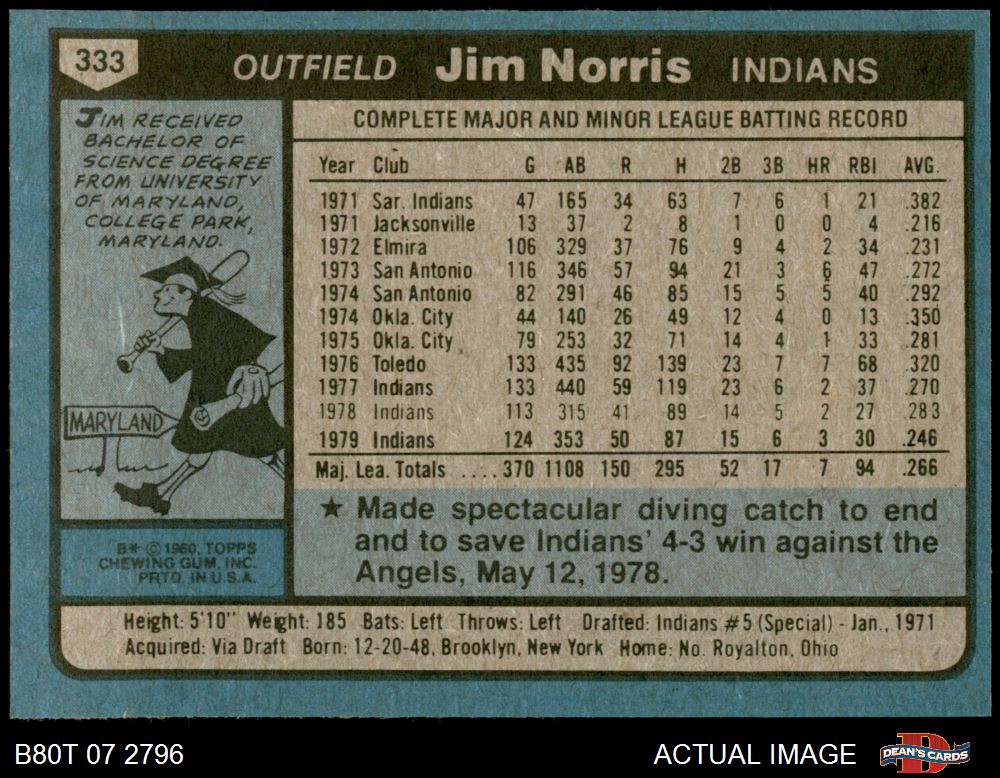 333 OUTFIELD Jim Norris INDIANS
JIM RECEIVED
BACHELOR OF
SCIENCE DEGREE
FROM UNIVERSITY
OF MARYLAND,
COLLEGE PARK,
MARYLAND.
MARYLAND
B* © 1980, TOPPS
CHEWING GUM, INC.
PRTD. IN U.S.A.
COMPLETE MAJOR AND MINOR LEAGUE BATTING RECORD
Year Club G AB R H 2B 3B HR RBI AVG.
1971 Sar. Indians 47 165 34 63 7 6 1 21 .382
1971 Jacksonville 13 37 2 8 1 0 0 4 .216
1972 Elmira 106 329 37 76 9 4 2 34 .231
1973 San Antonio 116 346 57 94 21 3 6 47 .272
1974 San Antonio 82 291 46 85 15 5 5 40 .292
1974 Okla. City 44 140 26 49 12 4 0 13 .350
1975 Okla. City 79 253 32 71 14 4 1 33 .281
1976 Toledo 133 435 92 139 23 7 7 68 .320
1977 Indians 133 440 59 119 23 6 2 37 .270
1978 Indians 113 315 41 89 14 5 2 27 .283
1979 Indians 124 353 50 87 15 6 3 30 .246
Maj. Lea. Totals .... 370 1108 150 295 52 17 7 94 .266
★ Made spectacular diving catch to end
and to save Indians' 4-3 win against the
Angels, May 12, 1978.
Height: 5'10" Weight: 185 Bats: Left Throws: Left Drafted: Indians #5 (Special) - Jan., 1971
Acquired: Via Draft Born: 12-20-48, Brooklyn, New York Home: No. Royalton, Ohio
B80T 07 2796 ACTUAL IMAGE DEAN'S CARDS